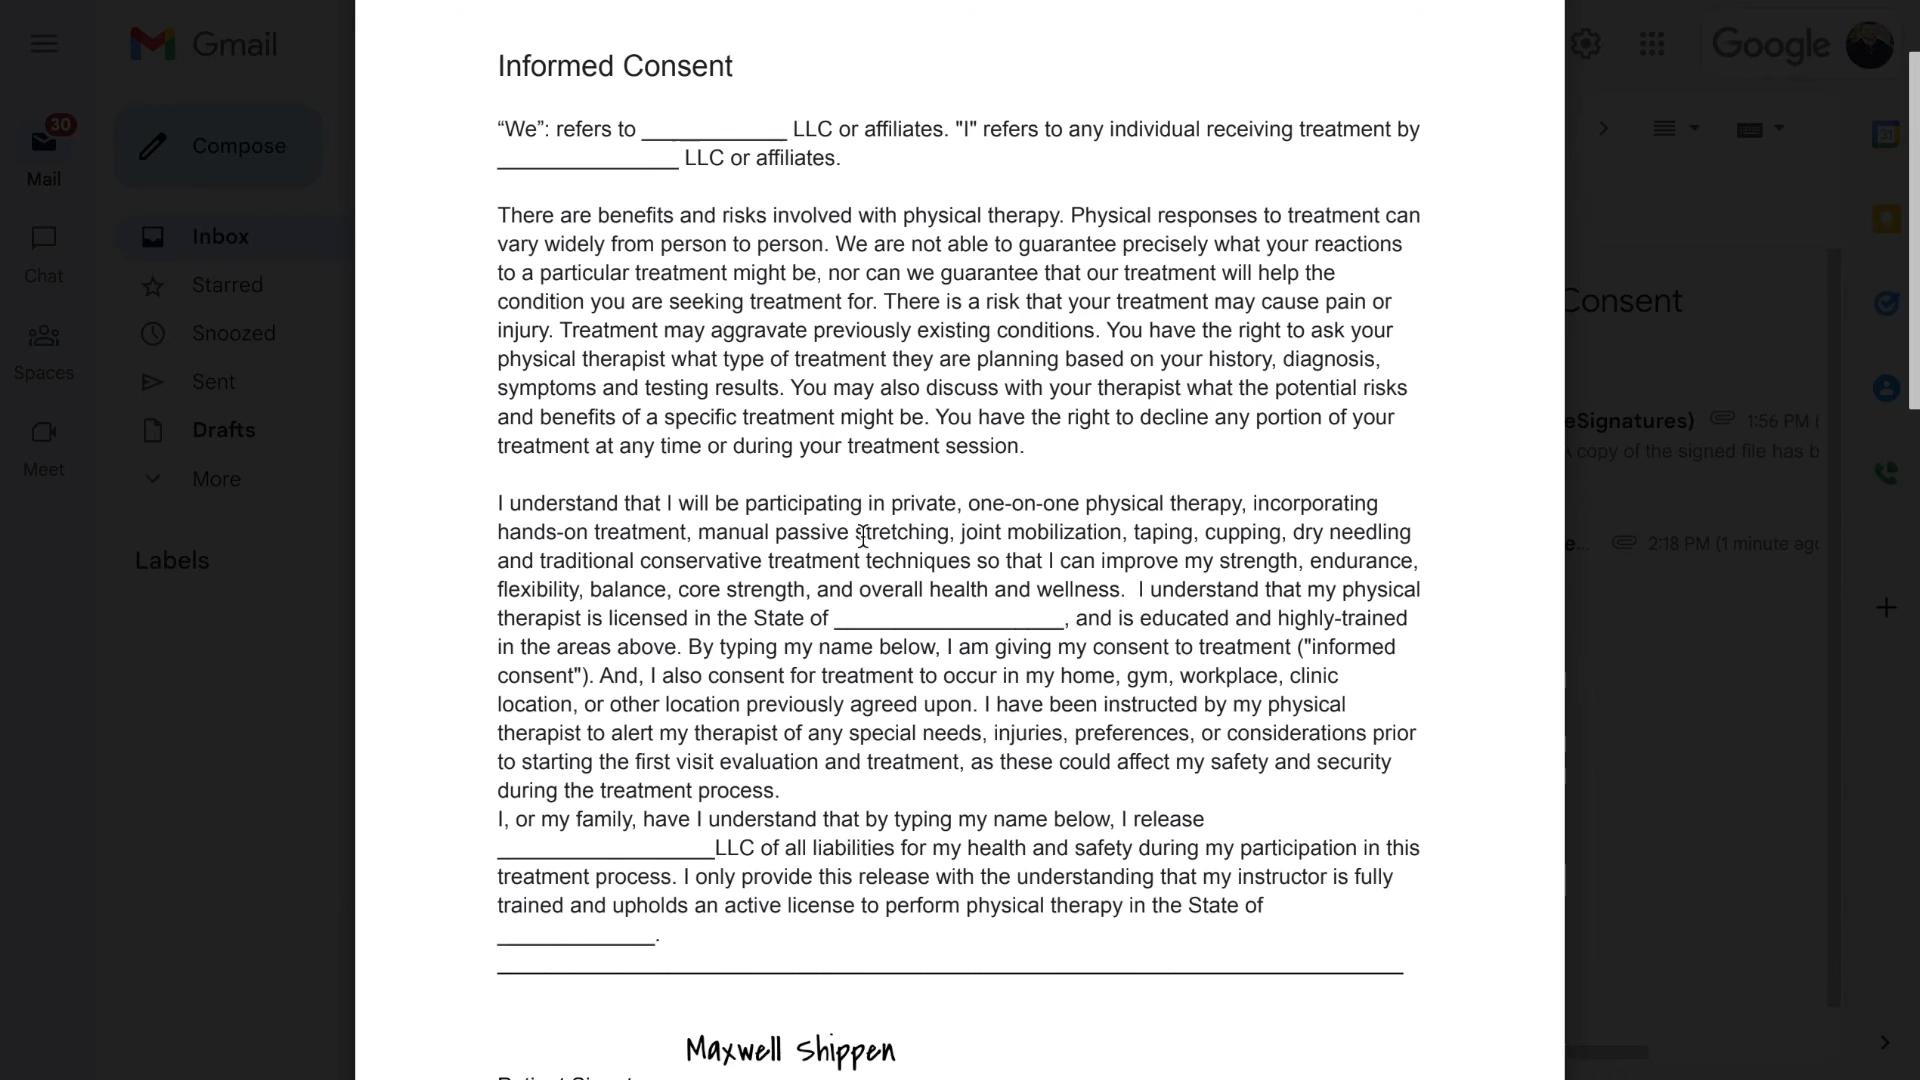 Gmail
Google
30
Mail
Compose
Chat
Inbox
Starred
Spaces
Snoozed
Sent
Meet
Drafts
More
Labels
Informed Consent
“We”: refers to ____________ LLC or affiliates. "I" refers to any individual receiving treatment by
_______________ LLC or affiliates.
There are benefits and risks involved with physical therapy. Physical responses to treatment can
vary widely from person to person. We are not able to guarantee precisely what your reactions
to a particular treatment might be, nor can we guarantee that our treatment will help the
condition you are seeking treatment for. There is a risk that your treatment may cause pain or
injury. Treatment may aggravate previously existing conditions. You have the right to ask your
physical therapist what type of treatment they are planning based on your history, diagnosis,
symptoms and testing results. You may also discuss with your therapist what the potential risks
and benefits of a specific treatment might be. You have the right to decline any portion of your
treatment at any time or during your treatment session.
I understand that I will be participating in private, one-on-one physical therapy, incorporating
hands-on treatment, manual passive stretching, joint mobilization, taping, cupping, dry needling
and traditional conservative treatment techniques so that I can improve my strength, endurance,
flexibility, balance, core strength, and overall health and wellness.  I understand that my physical
therapist is licensed in the State of ___________________, and is educated and highly-trained
in the areas above. By typing my name below, I am giving my consent to treatment ("informed
consent"). And, I also consent for treatment to occur in my home, gym, workplace, clinic
location, or other location previously agreed upon. I have been instructed by my physical
therapist to alert my therapist of any special needs, injuries, preferences, or considerations prior
to starting the first visit evaluation and treatment, as these could affect my safety and security
during the treatment process.
I, or my family, have I understand that by typing my name below, I release
__________________LLC of all liabilities for my health and safety during my participation in this
treatment process. I only provide this release with the understanding that my instructor is fully
trained and upholds an active license to perform physical therapy in the State of
_____________.
Maxwell Shippen
Consent
eSignatures) 1:56 PM (
copy of the signed file has b
e... 2:18 PM (1 minute ago
31